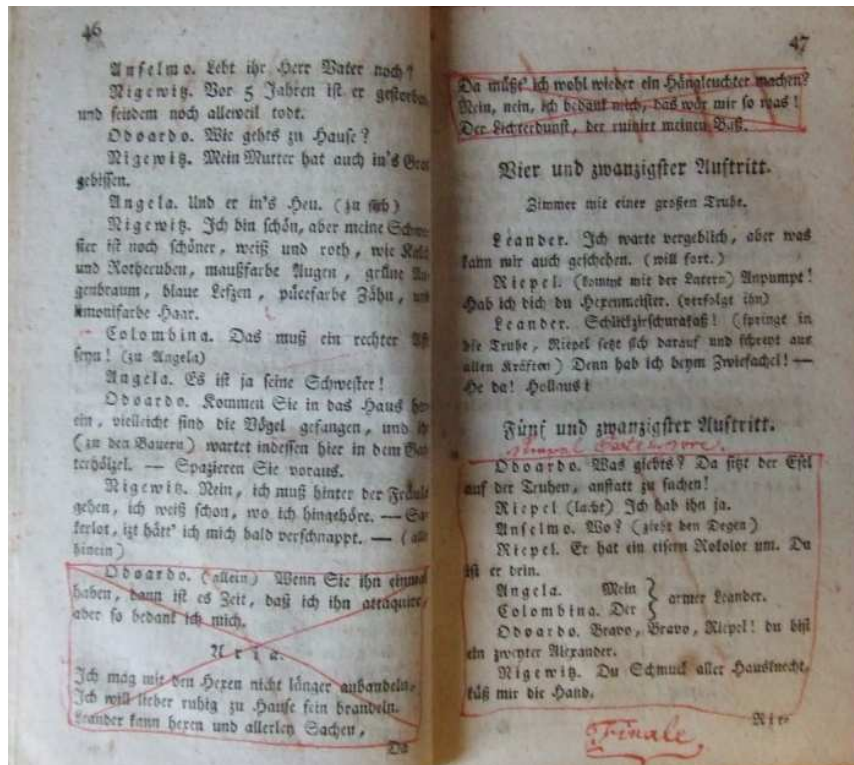 46
Anselmo. Lebt ihr Herr Vater noch?
Nigewitz. Vor 5 Jahren ist er gestorben,
und seitdem noch alleweil todt.
Odoardo. Wie gehts zu Hause?
Nigewitz. Mein Mutter hat auch in's Gras
gebissen.
Angela. Und er in's Heu. (zu sich)
Nigewitz. Ich bin schön, aber meine Schwe-
ster ist noch schöner, weiß und roth, wie Kalch
und Rotheruben, maußfarbe Augen, grüne Au-
genbraum, blaue Lefzen, pücefarbe Zähn, und
limonifarbe Haar.
Colombina. Das muß ein rechter Aff
seyn! (zu Angela)
Angela. Es ist ja seine Schwester!
Odoardo. Kommen Sie in das Haus her-
ein, vielleicht sind die Vögel gefangen, und ihr
(zu den Bauern) wartet indessen hier in dem Gat-
terhölzel. — Spazieren Sie voraus.
Nigewitz. Nein, ich muß hinter der Fräule
gehen, ich weiß schon, wo ich hingehöre. — Sa-
kerlot, izt hätt' ich mich bald verschnappt. — (alle
hinein)
Odoardo. (allein) Wenn Sie ihn einmal
haben, dann ist es Zeit, daß ich ihn attaquire,
aber so bedank ich mich.
Aria.
Ich mag mit den Hexen nicht länger anbandeln,
Ich will lieber ruhig zu Hause fein brandeln.
Leander kann hexen und allerley Sachen,
Da
47
Da müßt' ich wohl wieder ein Hängleuchter machen?
Nein, nein, ich bedank mich, das wär mir so was!
Der Lichterdunst, der ruinirt meinen Baß.
Vier und zwanzigster Auftritt.
Zimmer mit einer großen Truhe.
Leander. Ich warte vergeblich, aber was
kann mir auch geschehen. (will fort.)
Riepel. (kommt mit der Latern) Anpumpt!
Hab ich dich du Hexenmeister. (verfolgt ihn)
Leander. (springt in
die Truhe, Riepel setzt sich darauf und schreyt aus
allen Kräften) Denn hab ich beym Zwiefachel! —
He da! Hollaus!
Fünf und zwanzigster Auftritt.
Odoardo. Was giebts? Da sitzt der Esel
auf der Truhen, anstatt zu suchen!
Riepel (lacht) Ich hab ihn ja.
Anselmo. Wo? (zieht den Degen)
Riepel. Er hat ein eisern Rokolor um. Da
ist er drin.
Angela. Mein } armer Leander.
Colombina. Der
Odoardo. Bravo, Bravo, Riepel! du bist
ein zweyter Alexander.
Nigewitz. Du Schmuck aller Hausknecht,
küß mir die Hand.
Finale